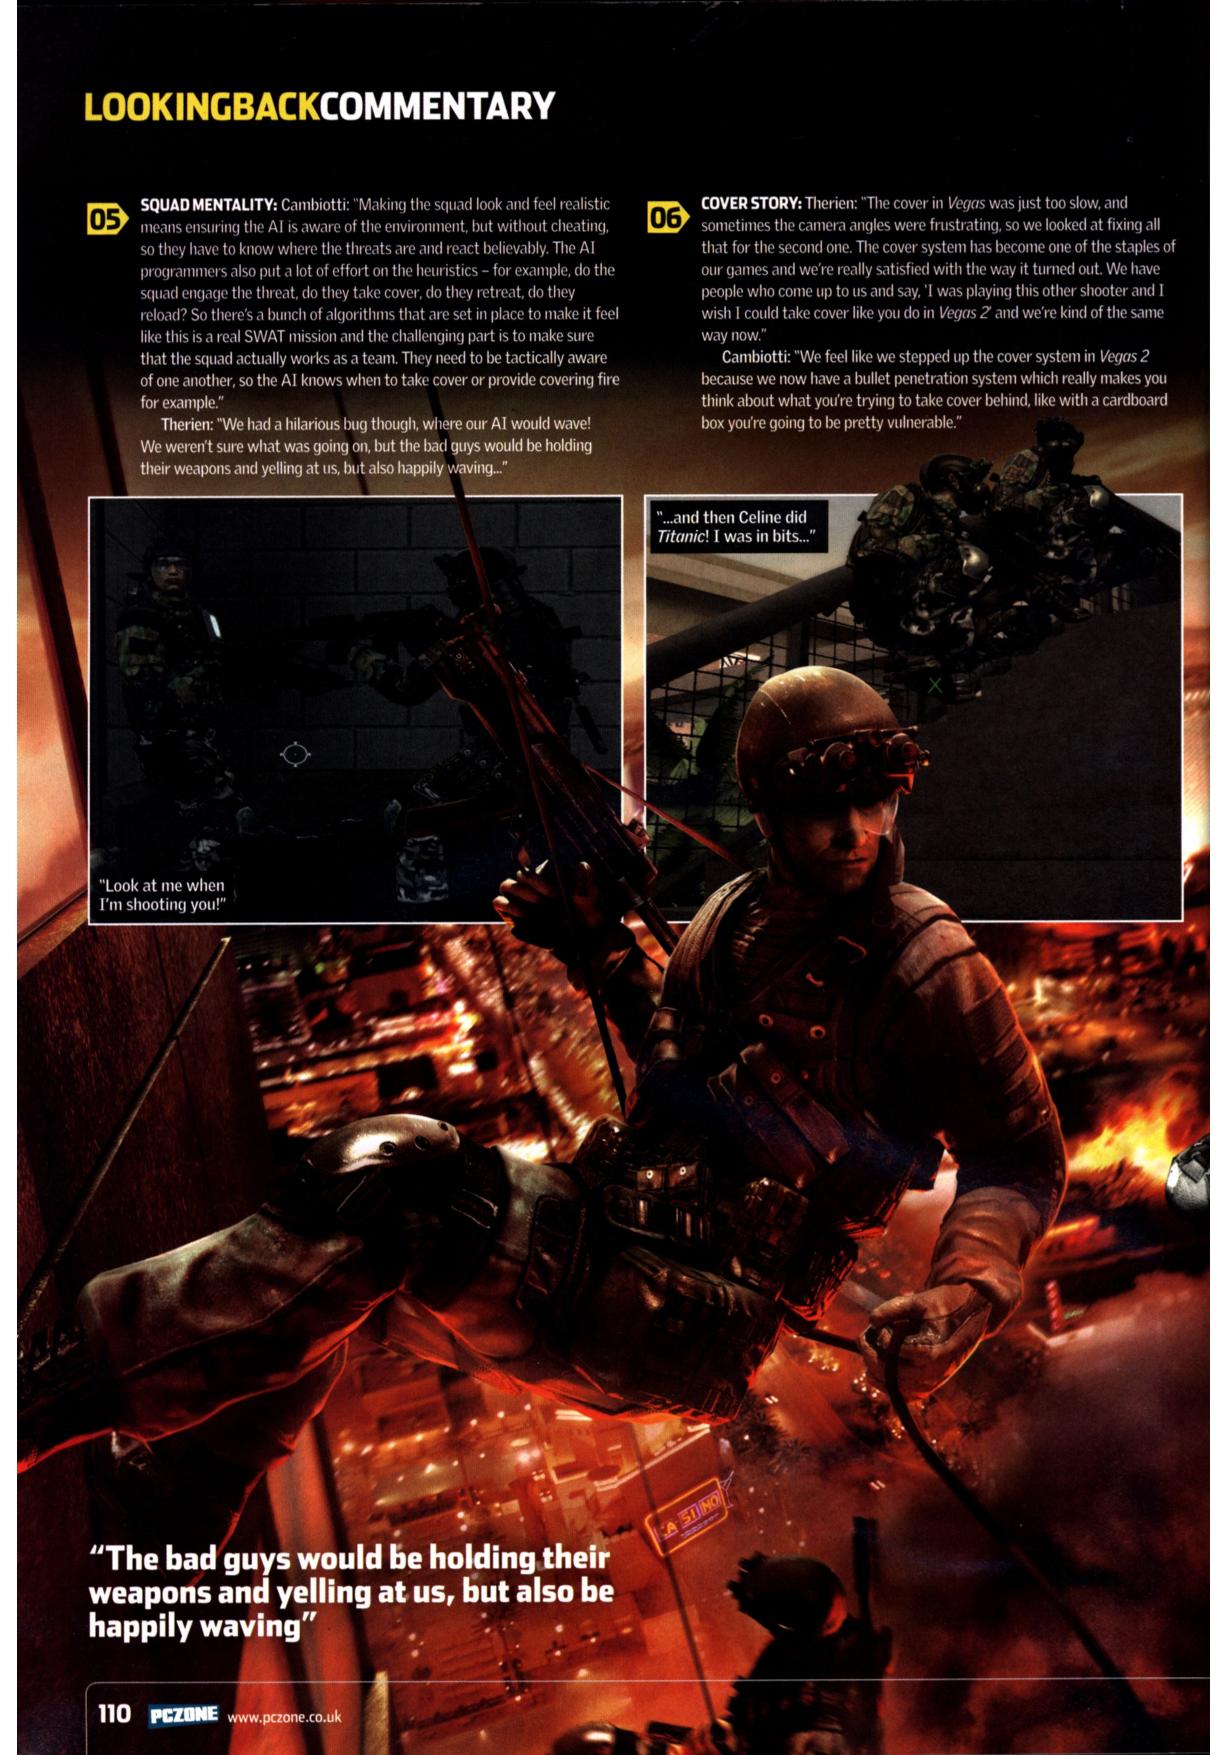 LOOKINGBACKCOMMENTARY
05
SQUAD MENTALITY: Cambiotti: “Making the squad look and feel realistic
means ensuring the AI is aware of the environment, but without cheating,
so they have to know where the threats are and react believably. The AI
programmers also put a lot of effort on the heuristics – for example, do the
squad engage the threat, do they take cover, do they retreat, do they
reload? So there's a bunch of algorithms that are set in place to make it feel
like this is a real SWAT mission and the challenging part is to make sure
that the squad actually works as a team. They need to be tactically aware
of one another, so the AI knows when to take cover or provide covering fire
for example.”
Therien: “We had a hilarious bug though, where our AI would wave!
We weren't sure what was going on, but the bad guys would be holding
their weapons and yelling at us, but also happily waving...”
06
COVER STORY: Therien: “The cover in Vegas was just too slow, and
sometimes the camera angles were frustrating, so we looked at fixing all
that for the second one. The cover system has become one of the staples of
our games and we're really satisfied with the way it turned out. We have
people who come up to us and say, 'I was playing this other shooter and I
wish I could take cover like you do in Vegas 2' and we're kind of the same
way now.”
Cambiotti: “We feel like we stepped up the cover system in Vegas 2
because we now have a bullet penetration system which really makes you
think about what you're trying to take cover behind, like with a cardboard
box you're going to be pretty vulnerable.”
“Look at me when
I'm shooting you!”
“...and then Celine did
Titanic! I was in bits...”
CASINO
“The bad guys would be holding their
weapons and yelling at us, but also be
happily waving”
110 PCZONE www.pczone.co.uk